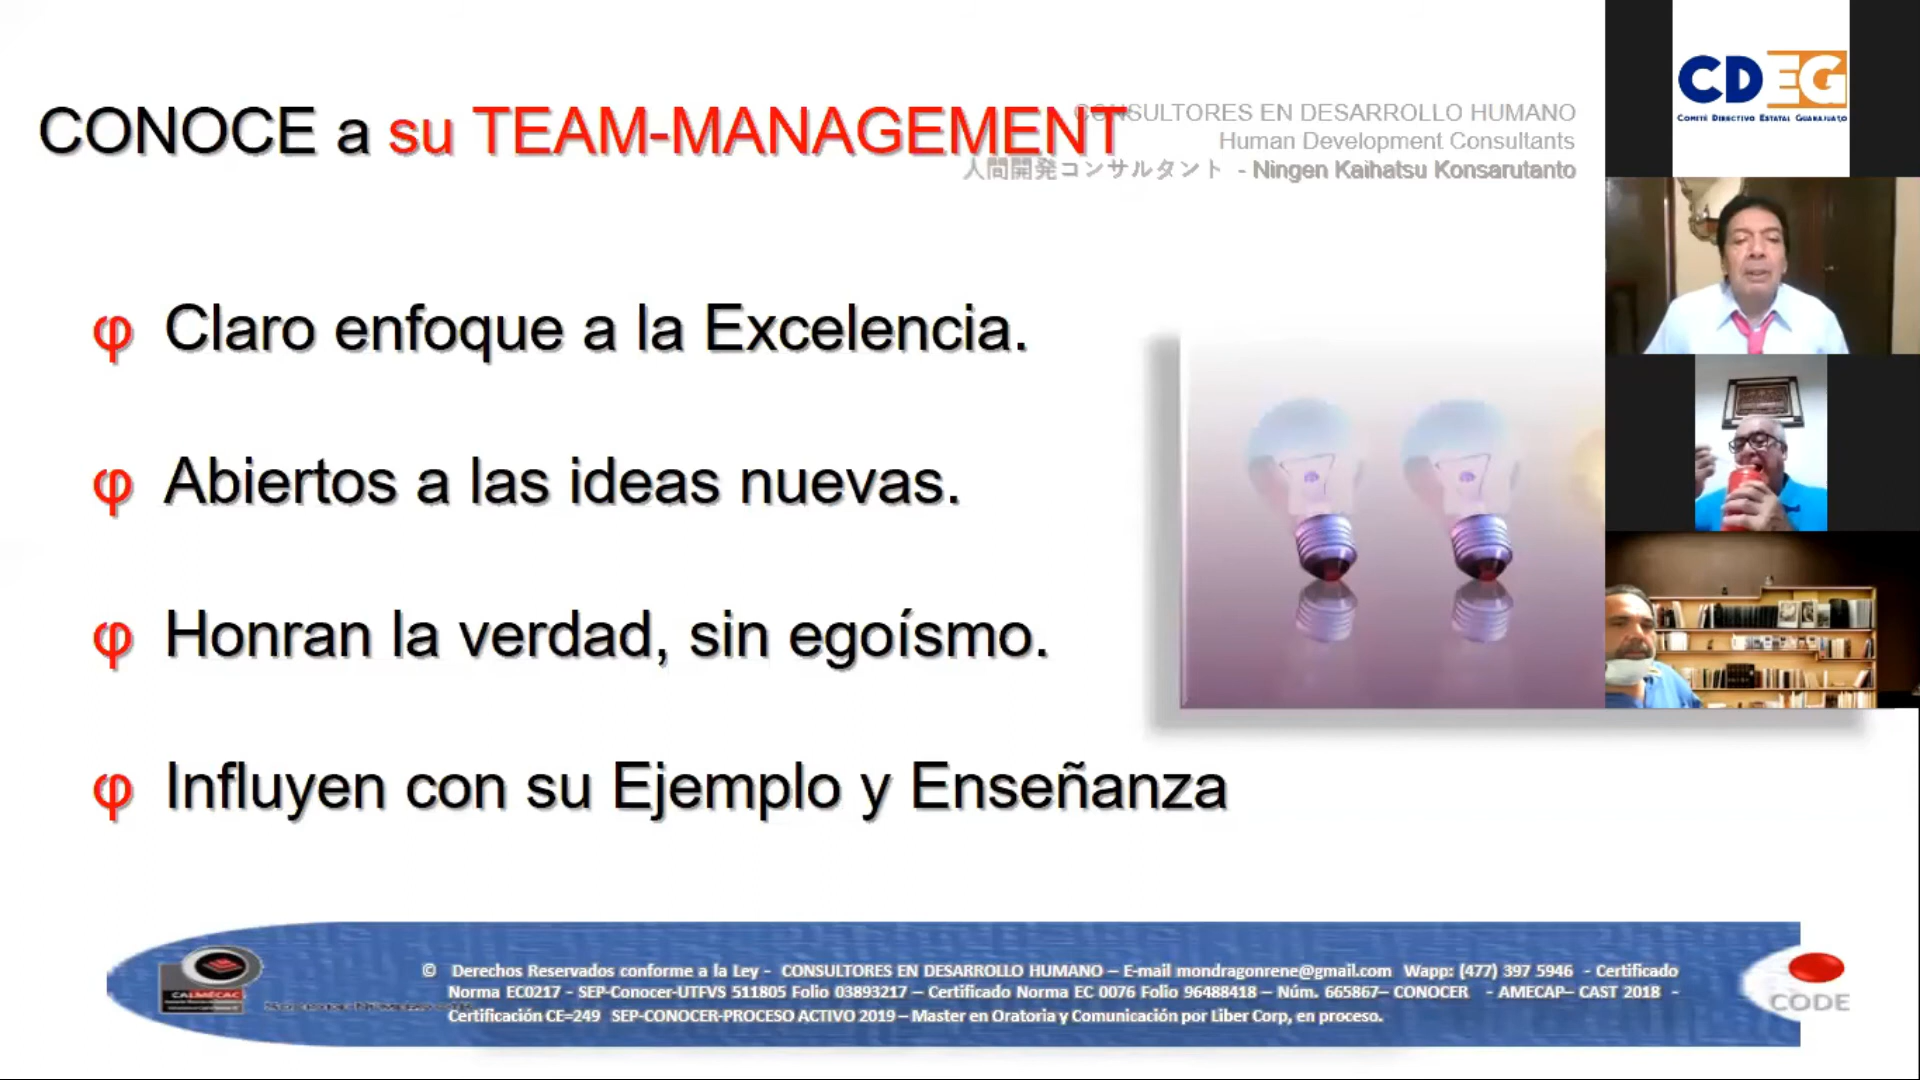 CONOCE a su TEAM-MANAGEMENT
CONSULTORES EN DESARROLLO HUMANO
Human Development Consultants
人間開発コンサルタント - Ningen Kaihatsu Konsarutanto
φ Claro enfoque a la Excelencia.
φ Abiertos a las ideas nuevas.
φ Honran la verdad, sin egoísmo.
φ Influyen con su Ejemplo y Enseñanza
CDEG
COMITÉ DIRECTIVO ESTATAL GUANAJUATO
CALMECAC
© Derechos Reservados conforme a la Ley - CONSULTORES EN DESARROLLO HUMANO – E-mail mondragonrene@gmail.com Wapp: (477) 397 5946 - Certificado
Norma EC0217 - SEP-Conocer-UTFVS 511805 Folio 03893217 – Certificado Norma EC 0076 Folio 96488418 – Núm. 665867– CONOCER - AMECAP– CAST 2018 -
Certificación CE=249 SEP-CONOCER-PROCESO ACTIVO 2019 – Master en Oratoria y Comunicación por Liber Corp, en proceso.
CODE